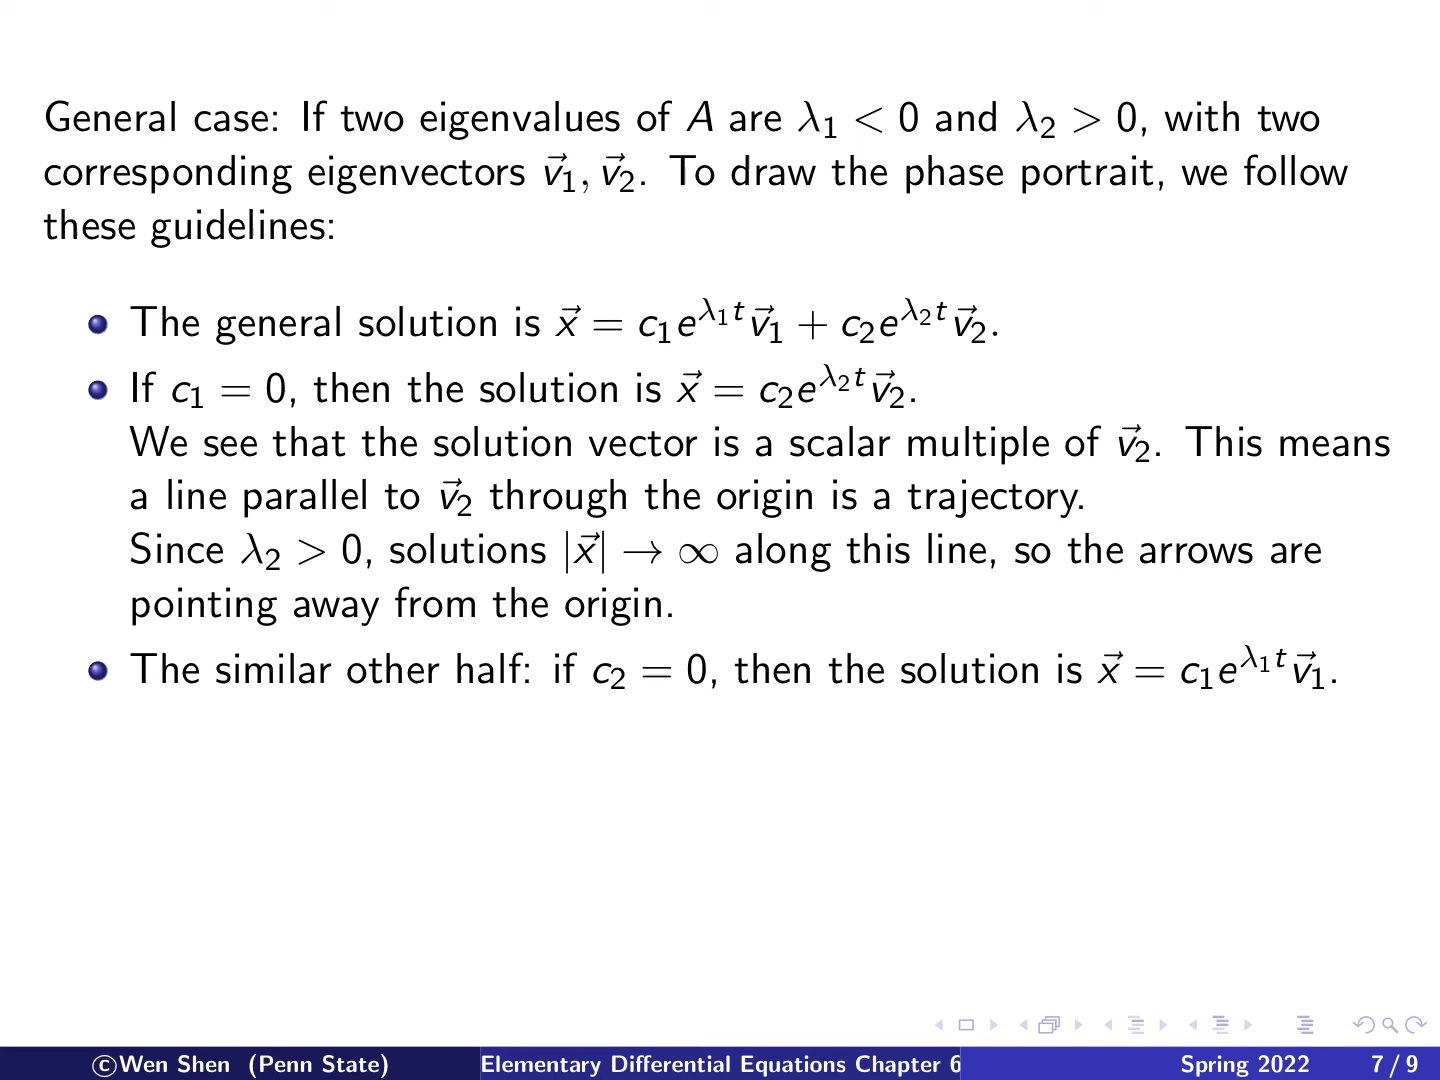 General case: If two eigenvalues of A are λ₁ < 0 and λ₂ > 0, with two
corresponding eigenvectors v⃗₁, v⃗₂. To draw the phase portrait, we follow
these guidelines:
The general solution is x⃗ = c₁e^{λ₁t}v⃗₁ + c₂e^{λ₂t}v⃗₂.
If c₁ = 0, then the solution is x⃗ = c₂e^{λ₂t}v⃗₂.
We see that the solution vector is a scalar multiple of v⃗₂. This means
a line parallel to v⃗₂ through the origin is a trajectory.
Since λ₂ > 0, solutions |x⃗| → ∞ along this line, so the arrows are
pointing away from the origin.
The similar other half: if c₂ = 0, then the solution is x⃗ = c₁e^{λ₁t}v⃗₁.
©Wen Shen (Penn State) Elementary Differential Equations Chapter 6 Spring 2022 7 / 9